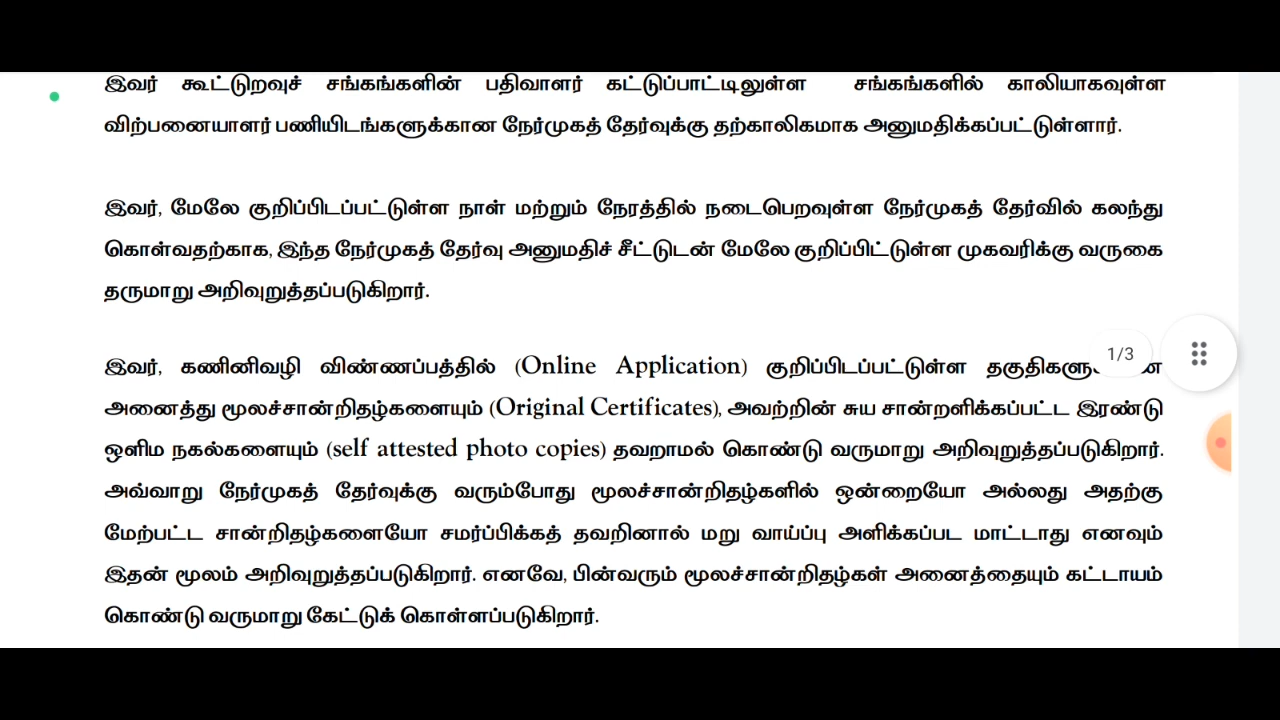 இவர் கூட்டுறவுச் சங்கங்களின் பதிவாளர் கட்டுப்பாட்டிலுள்ள சங்கங்களில் காலியாகவுள்ள
விற்பனையாளர் பணியிடங்களுக்கான நேர்முகத் தேர்வுக்கு தற்காலிகமாக அனுமதிக்கப்பட்டுள்ளார்.
இவர், மேலே குறிப்பிடப்பட்டுள்ள நாள் மற்றும் நேரத்தில் நடைபெறவுள்ள நேர்முகத் தேர்வில் கலந்து
கொள்வதற்காக, இந்த நேர்முகத் தேர்வு அனுமதிச் சீட்டுடன் மேலே குறிப்பிட்டுள்ள முகவரிக்கு வருகை
தருமாறு அறிவுறுத்தப்படுகிறார்.
இவர், கணினிவழி விண்ணப்பத்தில் (Online Application) குறிப்பிடப்பட்டுள்ள
1/3
அனைத்து மூலச்சான்றிதழ்களையும் (Original Certificates), அவற்றின் சுய சான்றளிக்கப்பட்ட இரண்டு
ஒளிம நகல்களையும் (self attested photo copies) தவறாமல் கொண்டு வருமாறு அறிவுறுத்தப்படுகிறார்.
அவ்வாறு நேர்முகத் தேர்வுக்கு வரும்போது மூலச்சான்றிதழ்களில் ஒன்றையோ அல்லது அதற்கு
மேற்பட்ட சான்றிதழ்களையோ சமர்ப்பிக்கத் தவறினால் மறு வாய்ப்பு அளிக்கப்பட மாட்டாது எனவும்
இதன் மூலம் அறிவுறுத்தப்படுகிறார். எனவே, பின்வரும் மூலச்சான்றிதழ்கள் அனைத்தையும் கட்டாயம்
கொண்டு வருமாறு கேட்டுக் கொள்ளப்படுகிறார்.